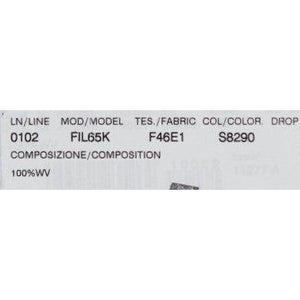 LN/LINE MOD/MODEL TES./FABRIC COL/COLOR. DROP
0102 FIL65K F46E1 S8290
COMPOSIZIONE/COMPOSITION
100%WV